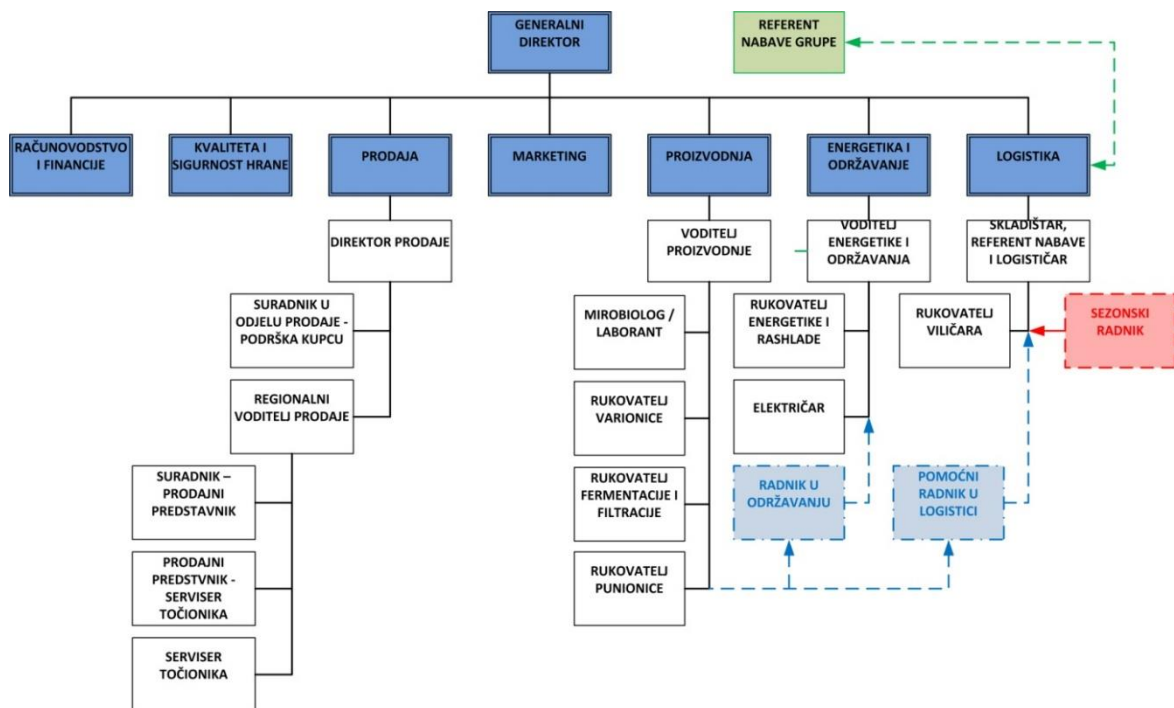 GENERALNI
DIREKTOR
REFERENT
NABAVE GRUPE
RAČUNOVODSTVO
I FINANCIJE
KVALITETA I
SIGURNOST HRANE
PRODAJA
MARKETING
PROIZVODNJA
ENERGETIKA I
ODRŽAVANJE
LOGISTIKA
DIREKTOR PRODAJE
VODITELJ
PROIZVODNJE
VODITELJ
ENERGETIKE I
ODRŽAVANJA
SKLADIŠTAR,
REFERENT NABAVE
I LOGISTIČAR
SURADNIK U
ODJELU PRODAJE -
PODRŠKA KUPCU
MIROBIOLOG /
LABORANT
RUKOVATELJ
ENERGETIKE I
RASHLADE
RUKOVATELJ
VILIČARA
SEZONSKI
RADNIK
REGIONALNI
VODITELJ PRODAJE
RUKOVATELJ
VARIONICE
ELEKTRIČAR
SURADNIK –
PRODAJNI
PREDSTAVNIK
RUKOVATELJ
FERMENTACIJE I
FILTRACIJE
RADNIK U
ODRŽAVANJU
POMOĆNI
RADNIK U
LOGISTICI
PRODAJNI
PREDSTVNIK -
SERVISER
TOČIONIKA
RUKOVATELJ
PUNIONICE
SERVISER
TOČIONIKA